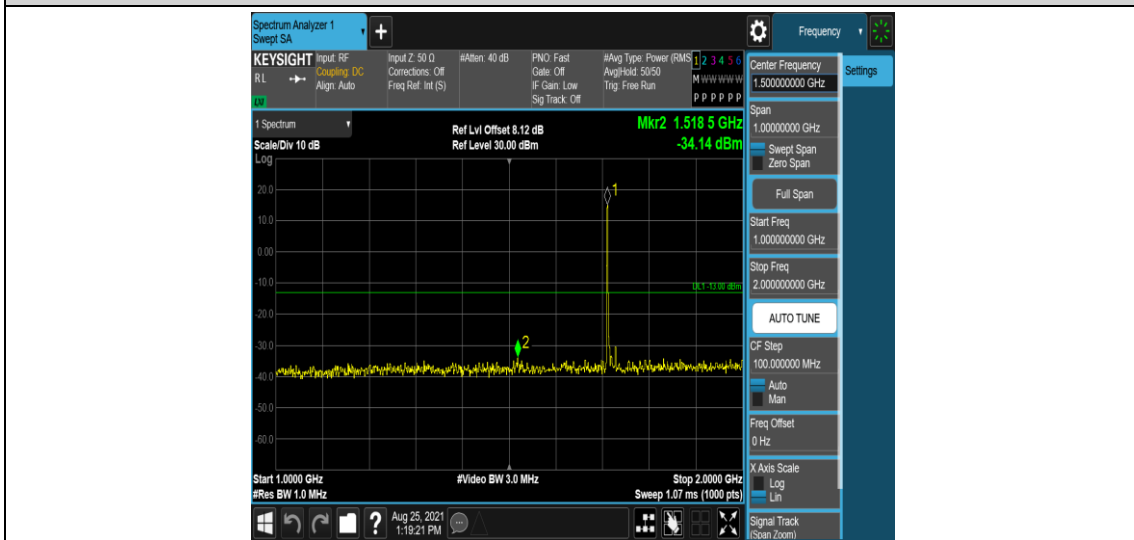 Spectrum Analyzer 1
Swept SA
+
Frequency
KEYSIGHT
RL
Input: RF
Coupling: DC
Align: Auto
Input Z: 50 Ω
Corrections: Off
Freq Ref: Int (S)
#Atten: 40 dB
PNO: Fast
Gate: Off
IF Gain: Low
Sig Track: Off
#Avg Type: Power (RMS
Avg|Hold: 50/50
Trig: Free Run
1 2 3 4 5 6
M W W W W W
P P P P P P
1 Spectrum
Scale/Div 10 dB
Ref Lvl Offset 8.12 dB
Ref Level 30.00 dBm
Mkr2 1.518 5 GHz
-34.14 dBm
Log
20.0
10.0
0.00
-10.0
-20.0
-30.0
-40.0
-50.0
-60.0
1
DL1 -13.00 dBm
2
Start 1.0000 GHz
#Res BW 1.0 MHz
#Video BW 3.0 MHz
Stop 2.0000 GHz
Sweep 1.07 ms (1000 pts)
Aug 25, 2021
1:19:21 PM
?
Center Frequency
1.500000000 GHz
Settings
Span
1.00000000 GHz
Swept Span
Zero Span
Full Span
Start Freq
1.000000000 GHz
Stop Freq
2.000000000 GHz
AUTO TUNE
CF Step
100.000000 MHz
Auto
Man
Freq Offset
0 Hz
X Axis Scale
Log
Lin
Signal Track
(Span Zoom)